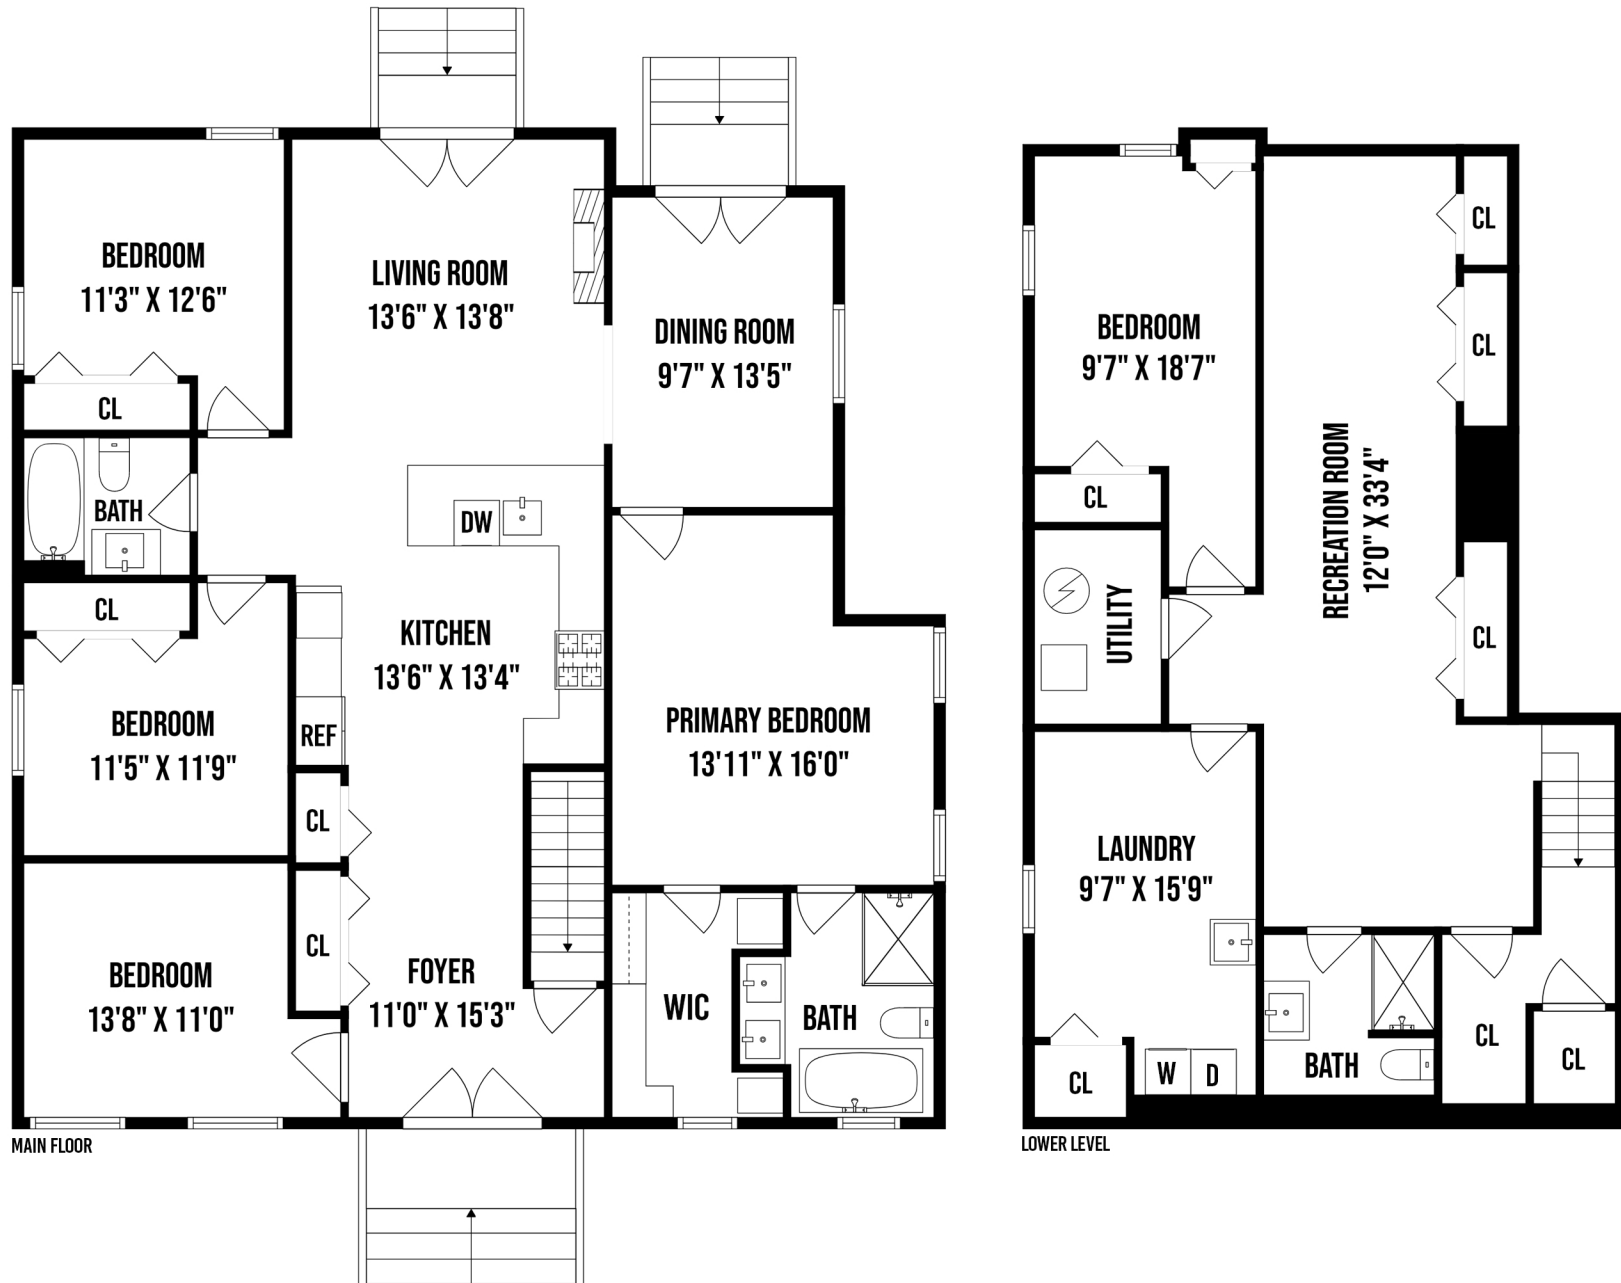 BEDROOM
11'3" X 12'6"
CL
LIVING ROOM
13'6" X 13'8"
DINING ROOM
9'7" X 13'5"
BATH
DW
CL
BEDROOM
11'5" X 11'9"
KITCHEN
13'6" X 13'4"
REF
CL
PRIMARY BEDROOM
13'11" X 16'0"
CL
BEDROOM
13'8" X 11'0"
FOYER
11'0" X 15'3"
WIC
BATH
MAIN FLOOR
BEDROOM
9'7" X 18'7"
CL
CL
CL
RECREATION ROOM
12'0" X 33'4"
UTILITY
CL
LAUNDRY
9'7" X 15'9"
CL
W
D
BATH
CL
CL
LOWER LEVEL